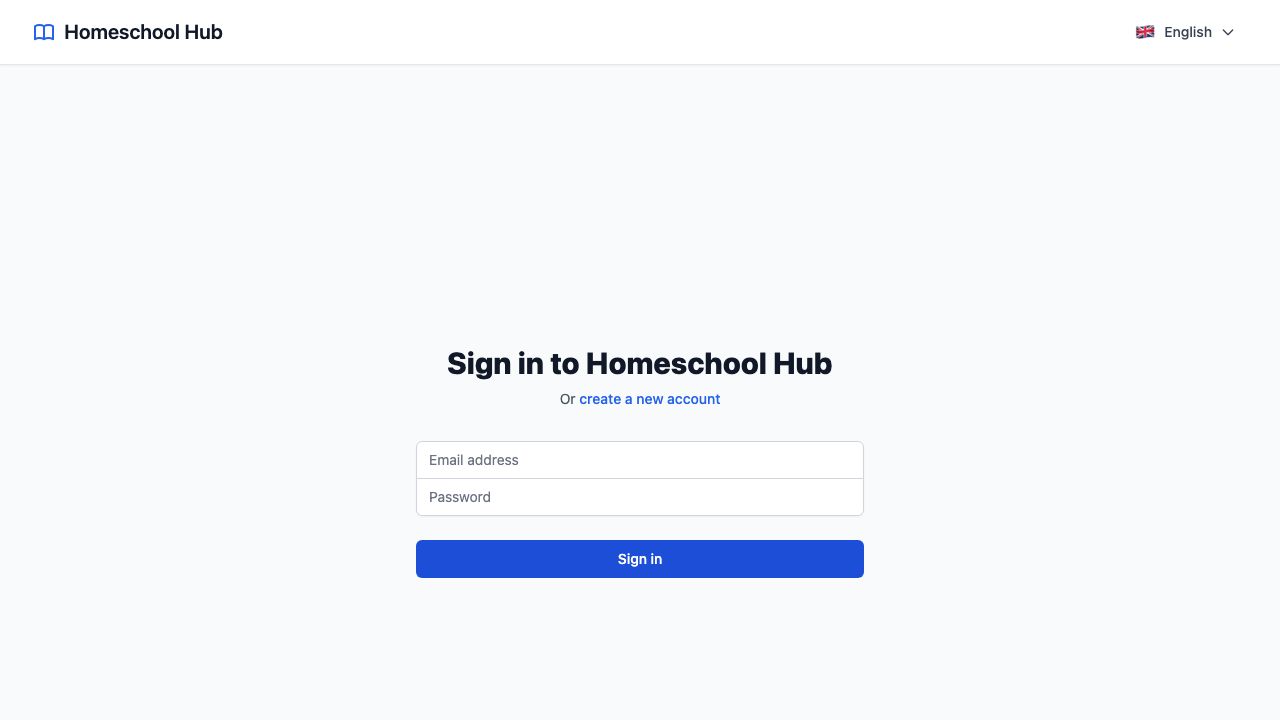 Homeschool Hub
English
Sign in to Homeschool Hub
Or create a new account
Email address
Password
Sign in